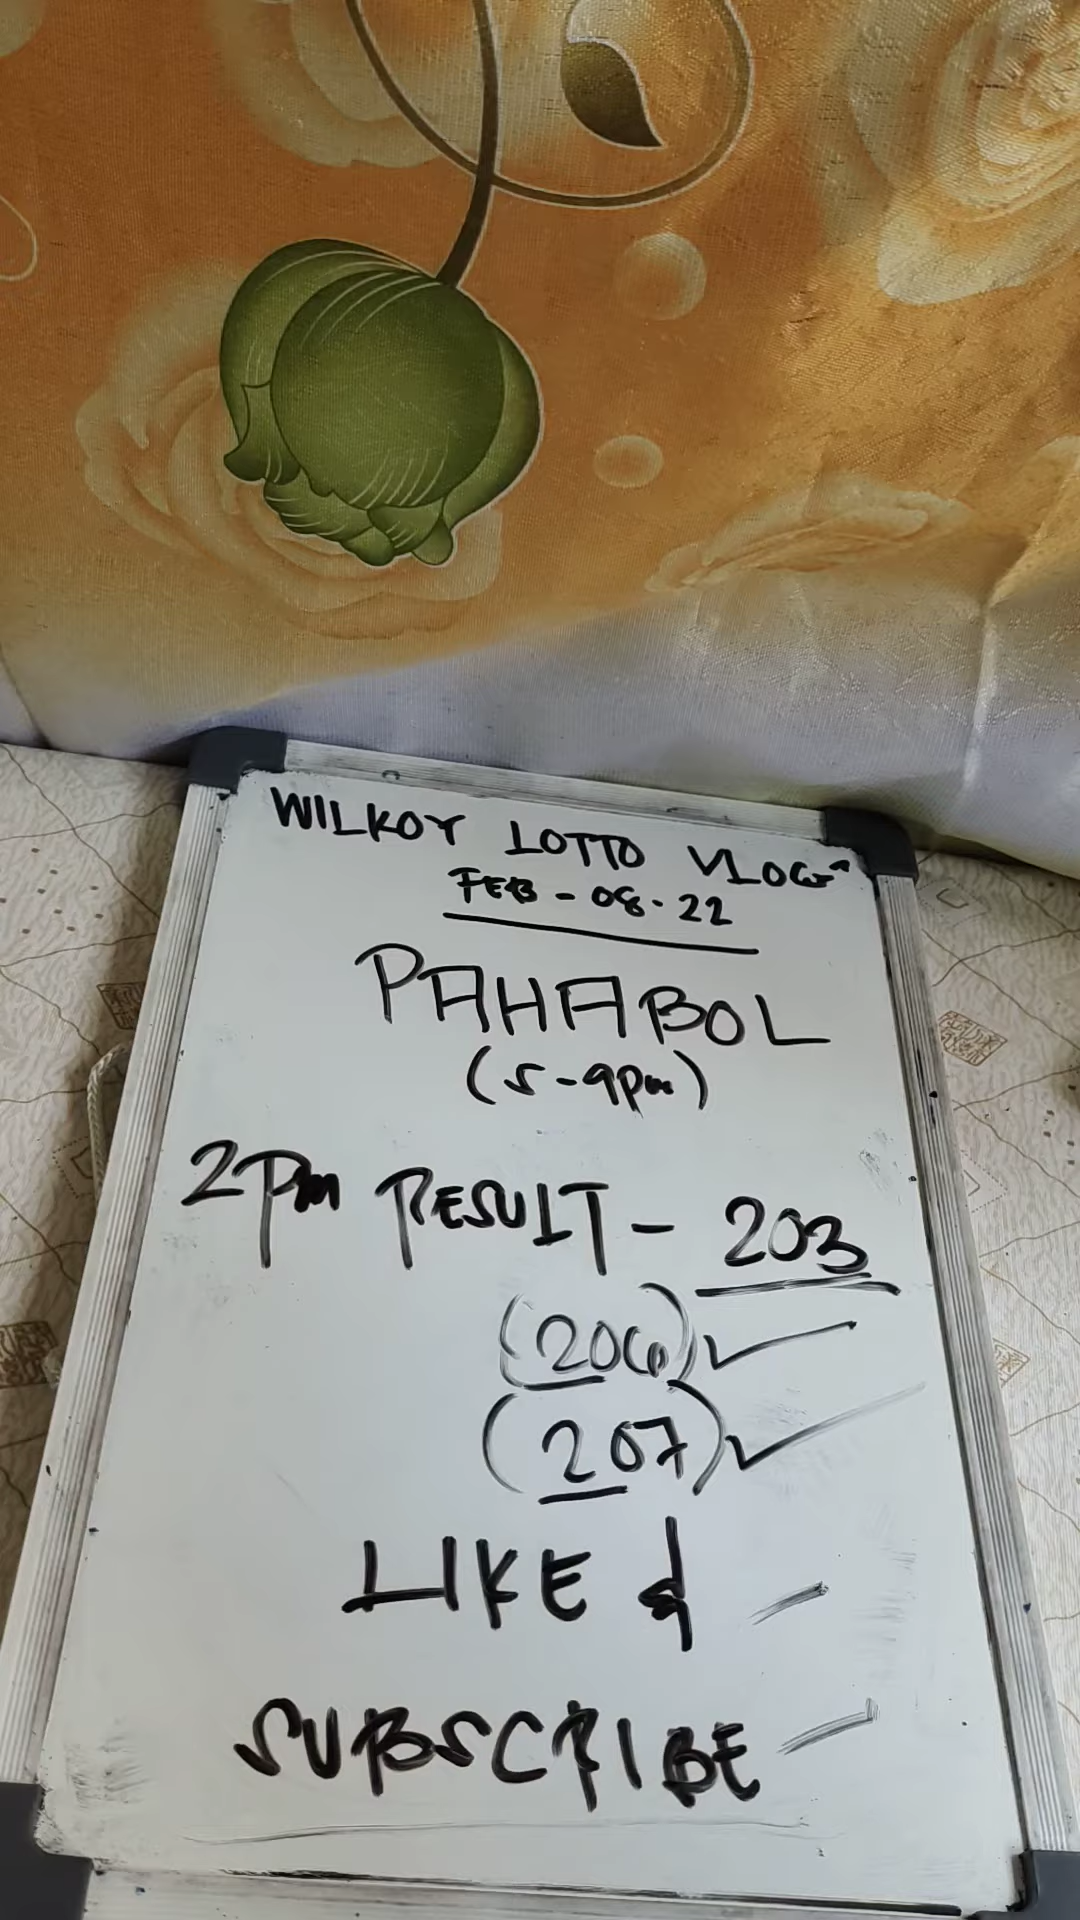 WILKOY LOTTO VLOG
FEB - 08 - 22
PAHABOL
(5-9pm)
2pm RESULT - 203
(206)
(207)
LIKE &
SUBSCRIBE